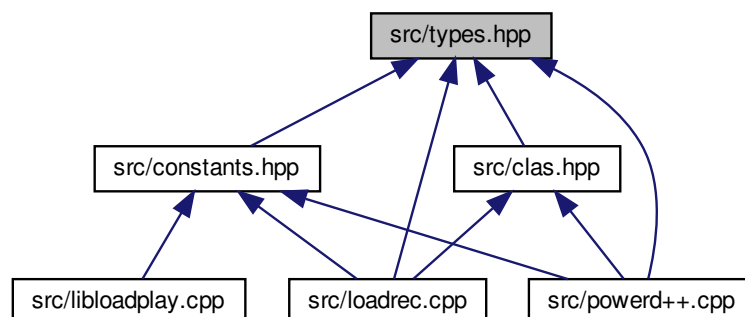 src/types.hpp
src/constants.hpp
src/clas.hpp
src/libloadplay.cpp
src/loadrec.cpp
src/powerd++.cpp